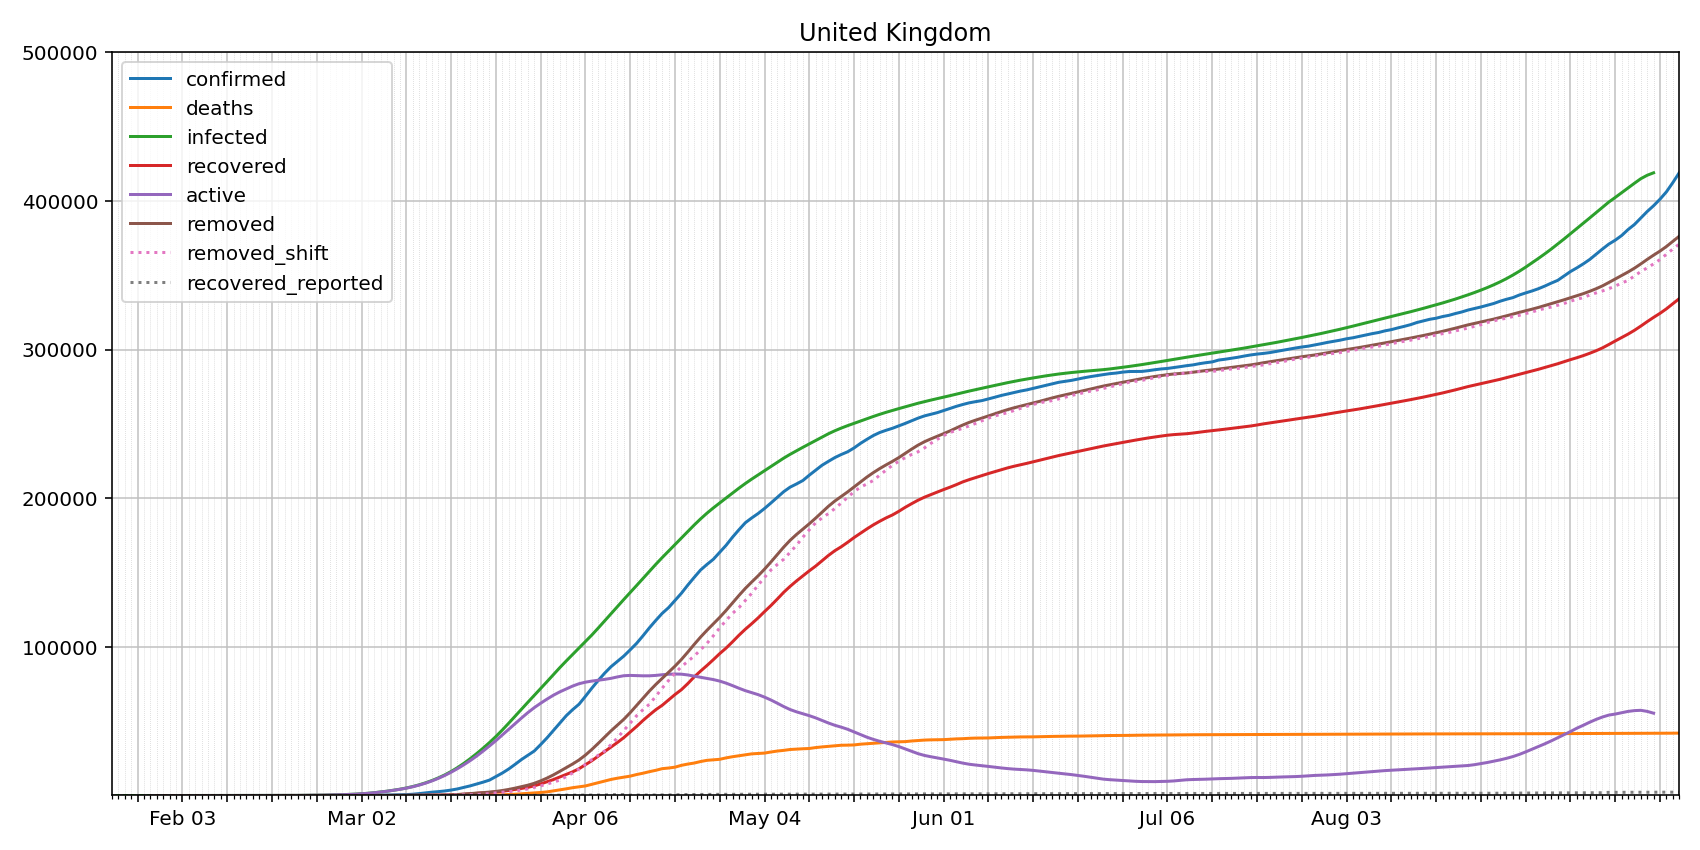 United Kingdom
500000
400000
300000
200000
100000
confirmed
deaths
infected
recovered
active
removed
removed_shift
recovered_reported
Feb 03
Mar 02
Apr 06
May 04
Jun 01
Jul 06
Aug 03